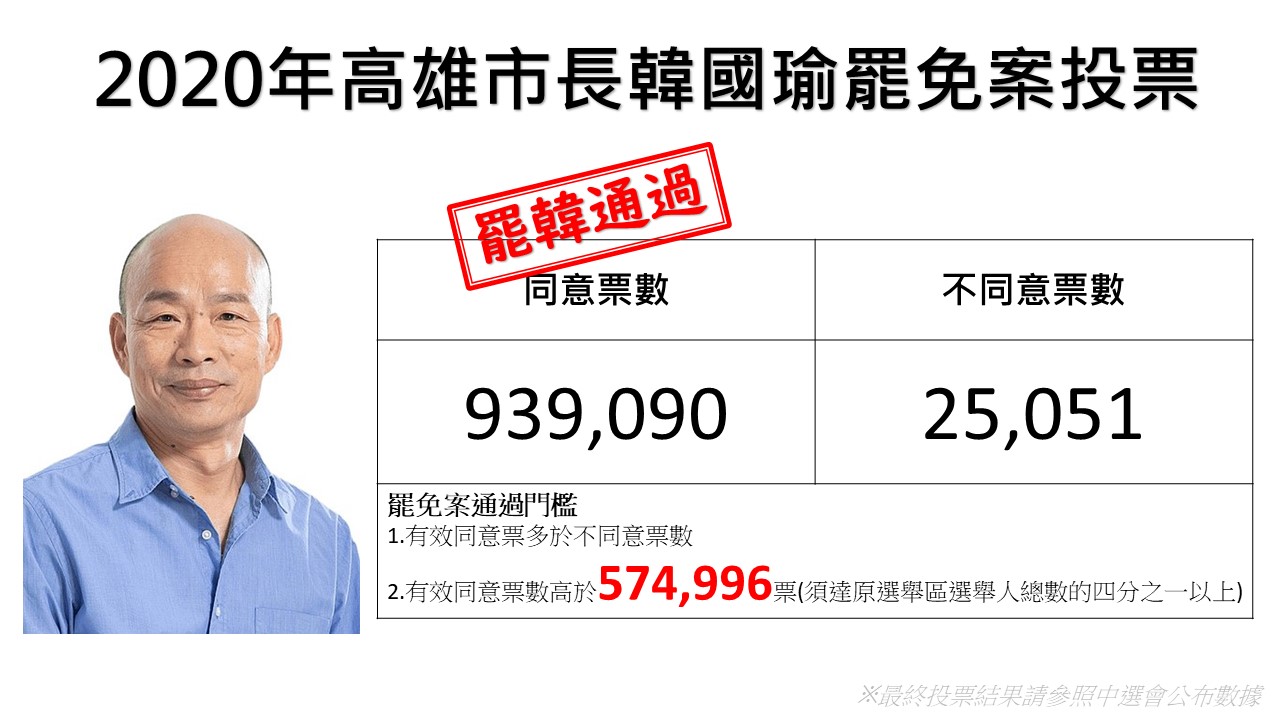 2020年高雄市長韓國瑜罷免案投票
罷韓通過
同意票數
不同意票數
939,090
25,051
罷免案通過門檻
1.有效同意票多於不同意票數
2.有效同意票數高於574,996票(須達原選舉區選舉人總數的四分之一以上)
※最終投票結果請參照中選會公布數據